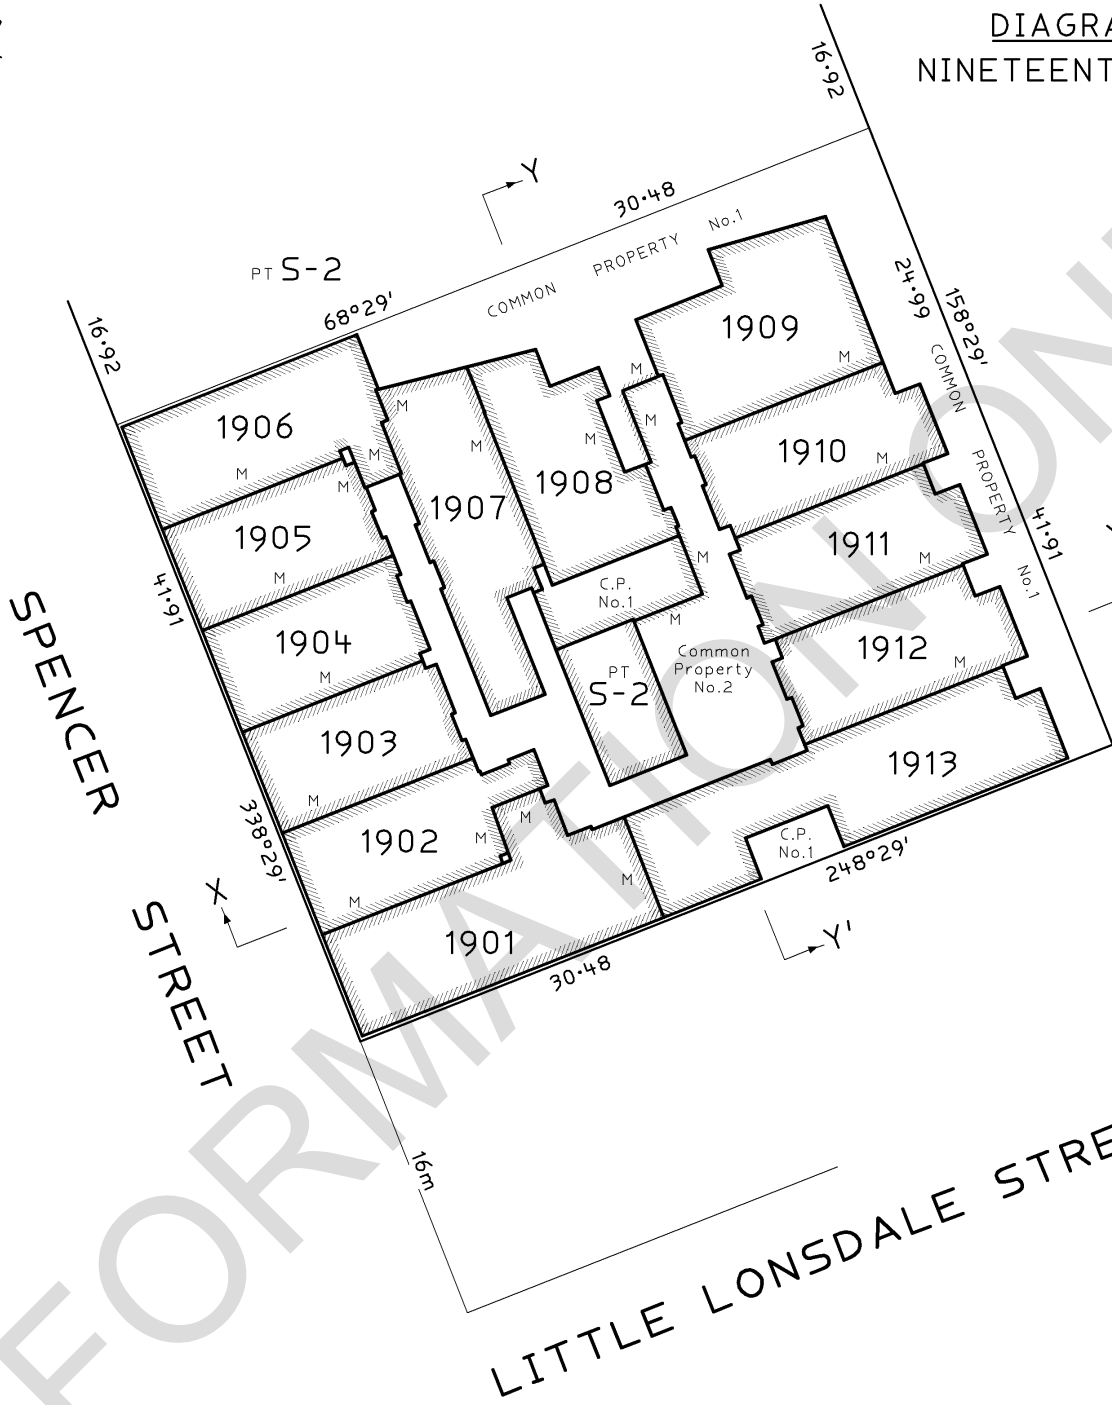 DIAGRA
NINETEENT
16·92
Y
30·48
No.1
PROPERTY
COMMON
PT S-2
68°29'
16·92
24·99
158°29'
1909
M
M
COMMON
1906
M
M
M
M
M
M
1910
M
1908
PROPERTY
1905
M
M
1907
41·91
1911
M
M
No.1
41·91
C.P.
No.1
M
1904
M
Common
Property
No.2
PT
S-2
1912
M
SPENCER
1903
M
1913
338°29'
1902
M
M
M
C.P.
No.1
248°29'
M
X
STREET
1901
Y'
30·48
16m
LITTLE LONSDALE STRE
FORMATION ON